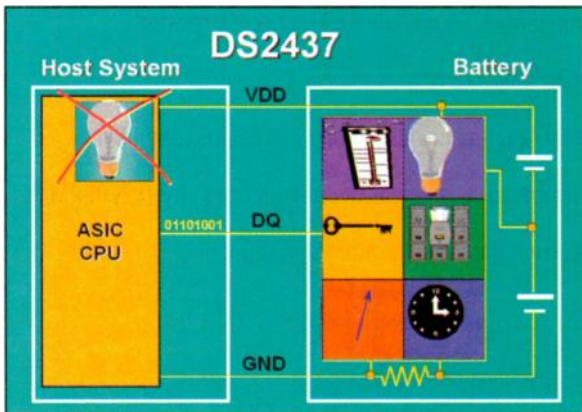 DS2437
Host System
Battery
VDD
ASIC
CPU
01101001
DQ
GND